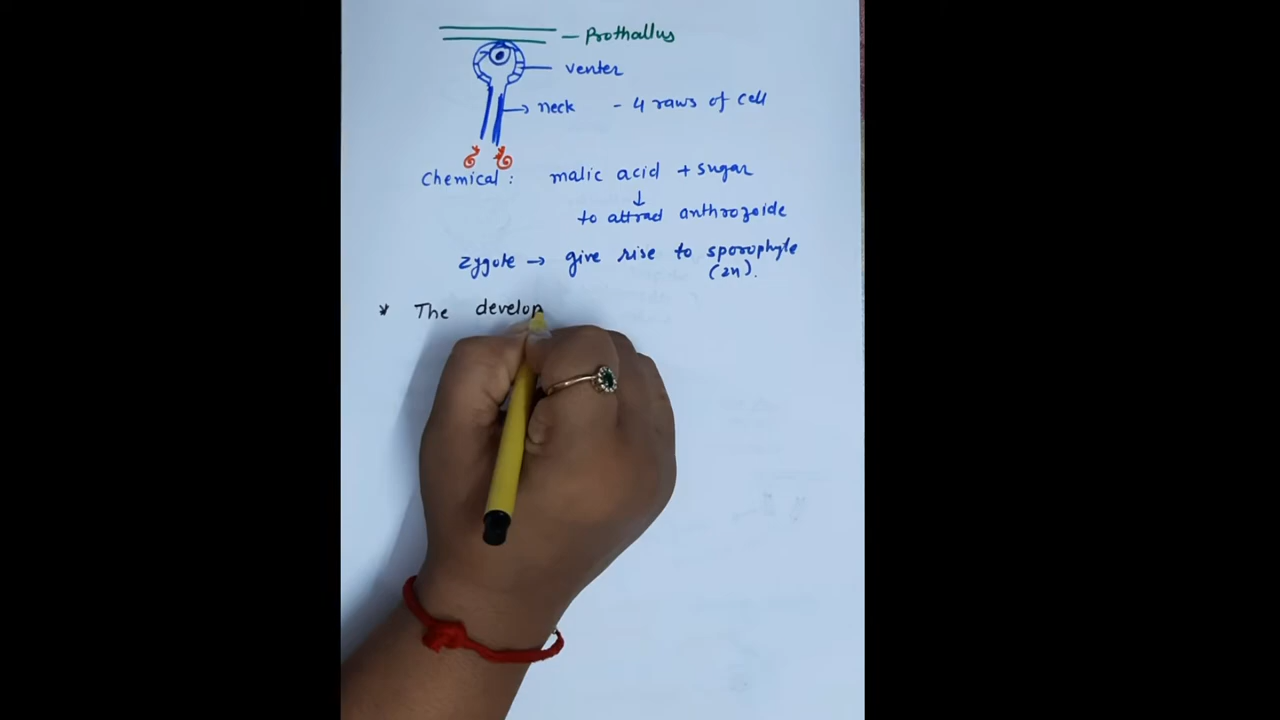 — Prothallus
venter
neck - 4 raws of cell
Chemical : malic acid + sugar
↓
to attrad anthrozoide
zygote → give rise to sporophyte
(2n).
* The develop